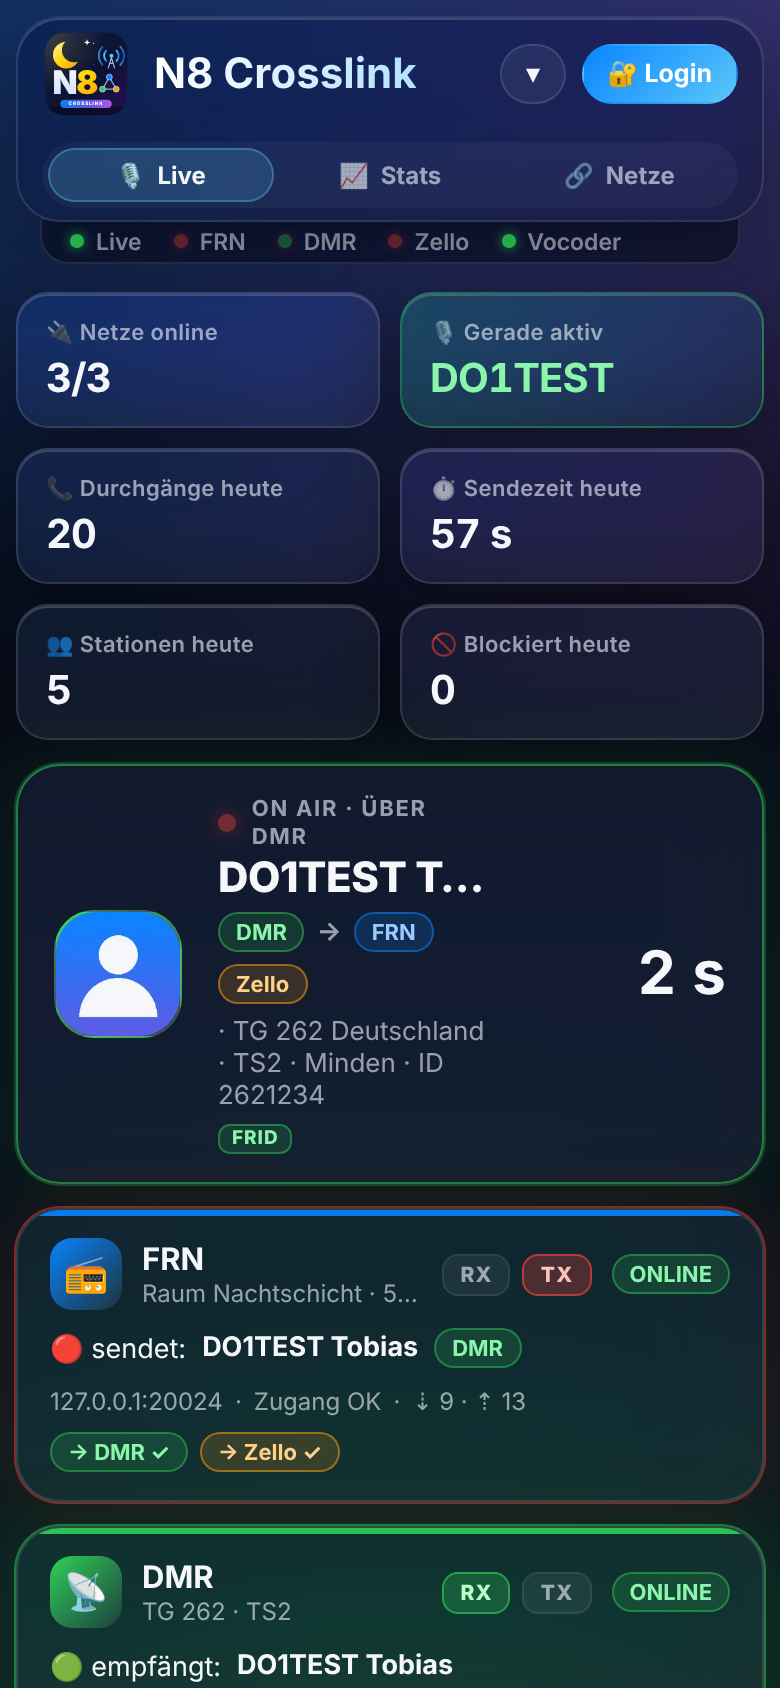 N8
CROSSLINK
N8 Crosslink
▼
🔐 Login
🎙️ Live
📈 Stats
🔗 Netze
Live
FRN
DMR
Zello
Vocoder
🔌 Netze online
3/3
🎙️ Gerade aktiv
DO1TEST
📞 Durchgänge heute
20
⏱️ Sendezeit heute
57 s
👥 Stationen heute
5
🚫 Blockiert heute
0
ON AIR · ÜBER
DMR
DO1TEST T…
DMR → FRN
Zello
· TG 262 Deutschland
· TS2 · Minden · ID
2621234
FRID
2 s
FRN
Raum Nachtschicht · 5…
RX
TX
ONLINE
🔴 sendet: DO1TEST Tobias DMR
127.0.0.1:20024 · Zugang OK · ⇣ 9 · ⇡ 13
→ DMR ✓
→ Zello ✓
DMR
TG 262 · TS2
RX
TX
ONLINE
🟢 empfängt: DO1TEST Tobias